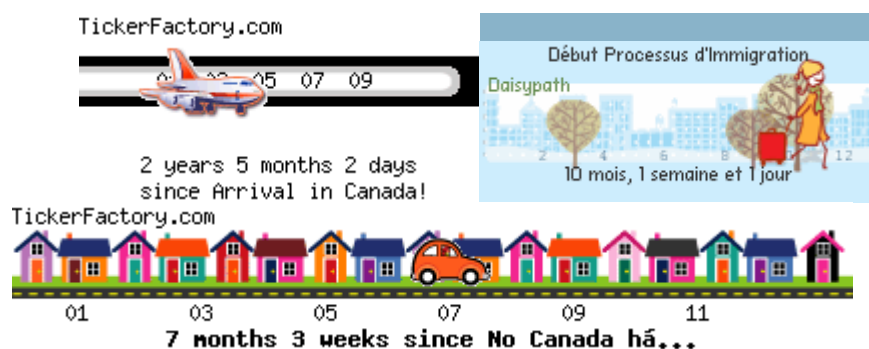 TickerFactory.com
05 07 09
2 years 5 months 2 days
since Arrival in Canada!
Début Processus d'Immigration
Daisypath
2 4 6 8 12
10 mois, 1 semaine et 1 jour
TickerFactory.com
01 03 05 07 09 11
7 months 3 weeks since No Canada há...